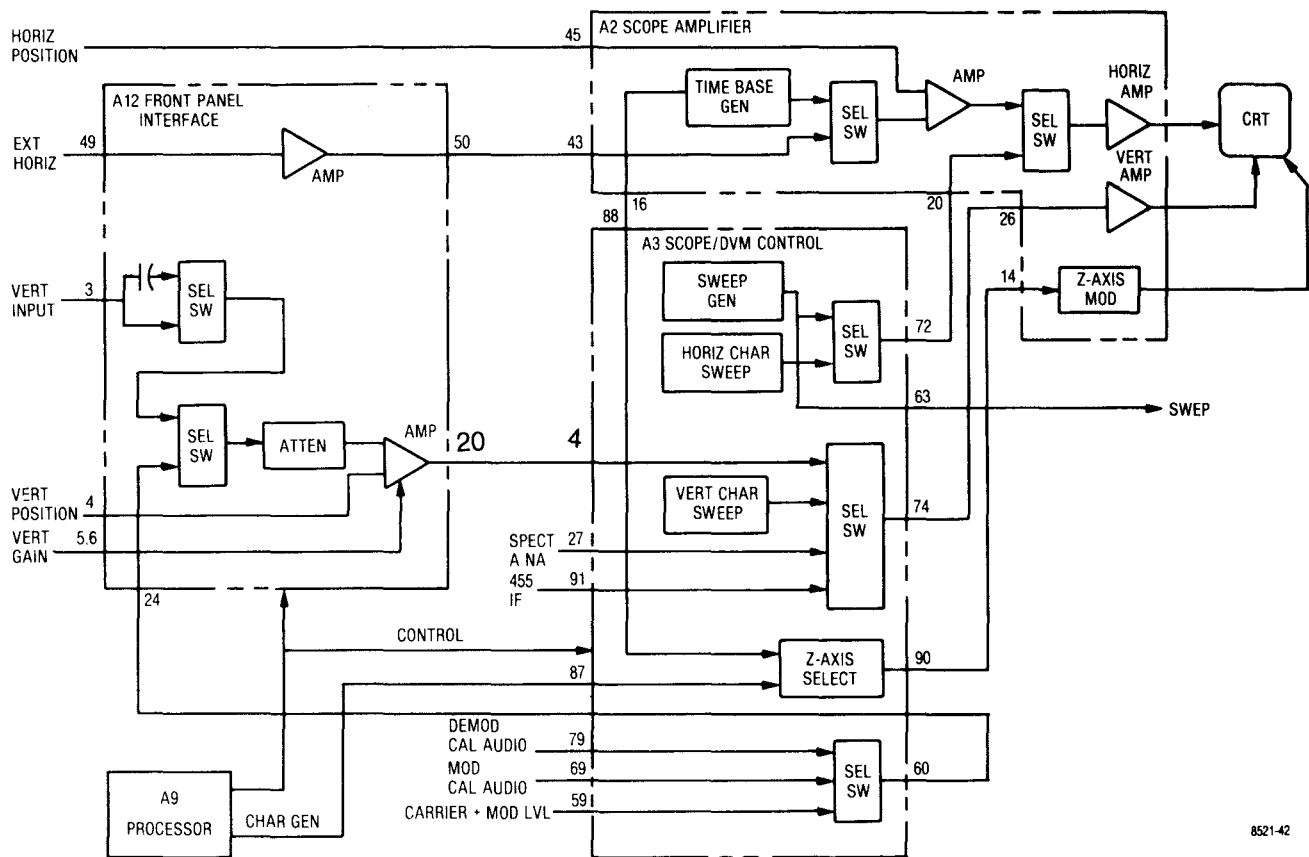 HORIZ
POSITION
45
A2 SCOPE AMPLIFIER
A12 FRONT PANEL
INTERFACE
TIME BASE
GEN
SEL
SW
AMP
SEL
SW
HORIZ
AMP
CRT
EXT
HORIZ
49
AMP
50
43
VERT
AMP
16
20
26
88
A3 SCOPE/DVM CONTROL
14
Z-AXIS
MOD
VERT
INPUT
3
SEL
SW
SWEEP
GEN
SEL
SW
72
HORIZ CHAR
SWEEP
63
SWEP
SEL
SW
ATTEN
AMP
20
4
VERT
POSITION
4
VERT
GAIN
5.6
VERT CHAR
SWEEP
SEL
SW
74
SPECT
A NA
27
455
IF
91
24
CONTROL
Z-AXIS
SELECT
90
87
DEMOD
CAL AUDIO
79
MOD
CAL AUDIO
69
CARRIER + MOD LVL
59
SEL
SW
60
A9
PROCESSOR
CHAR GEN
8521-42